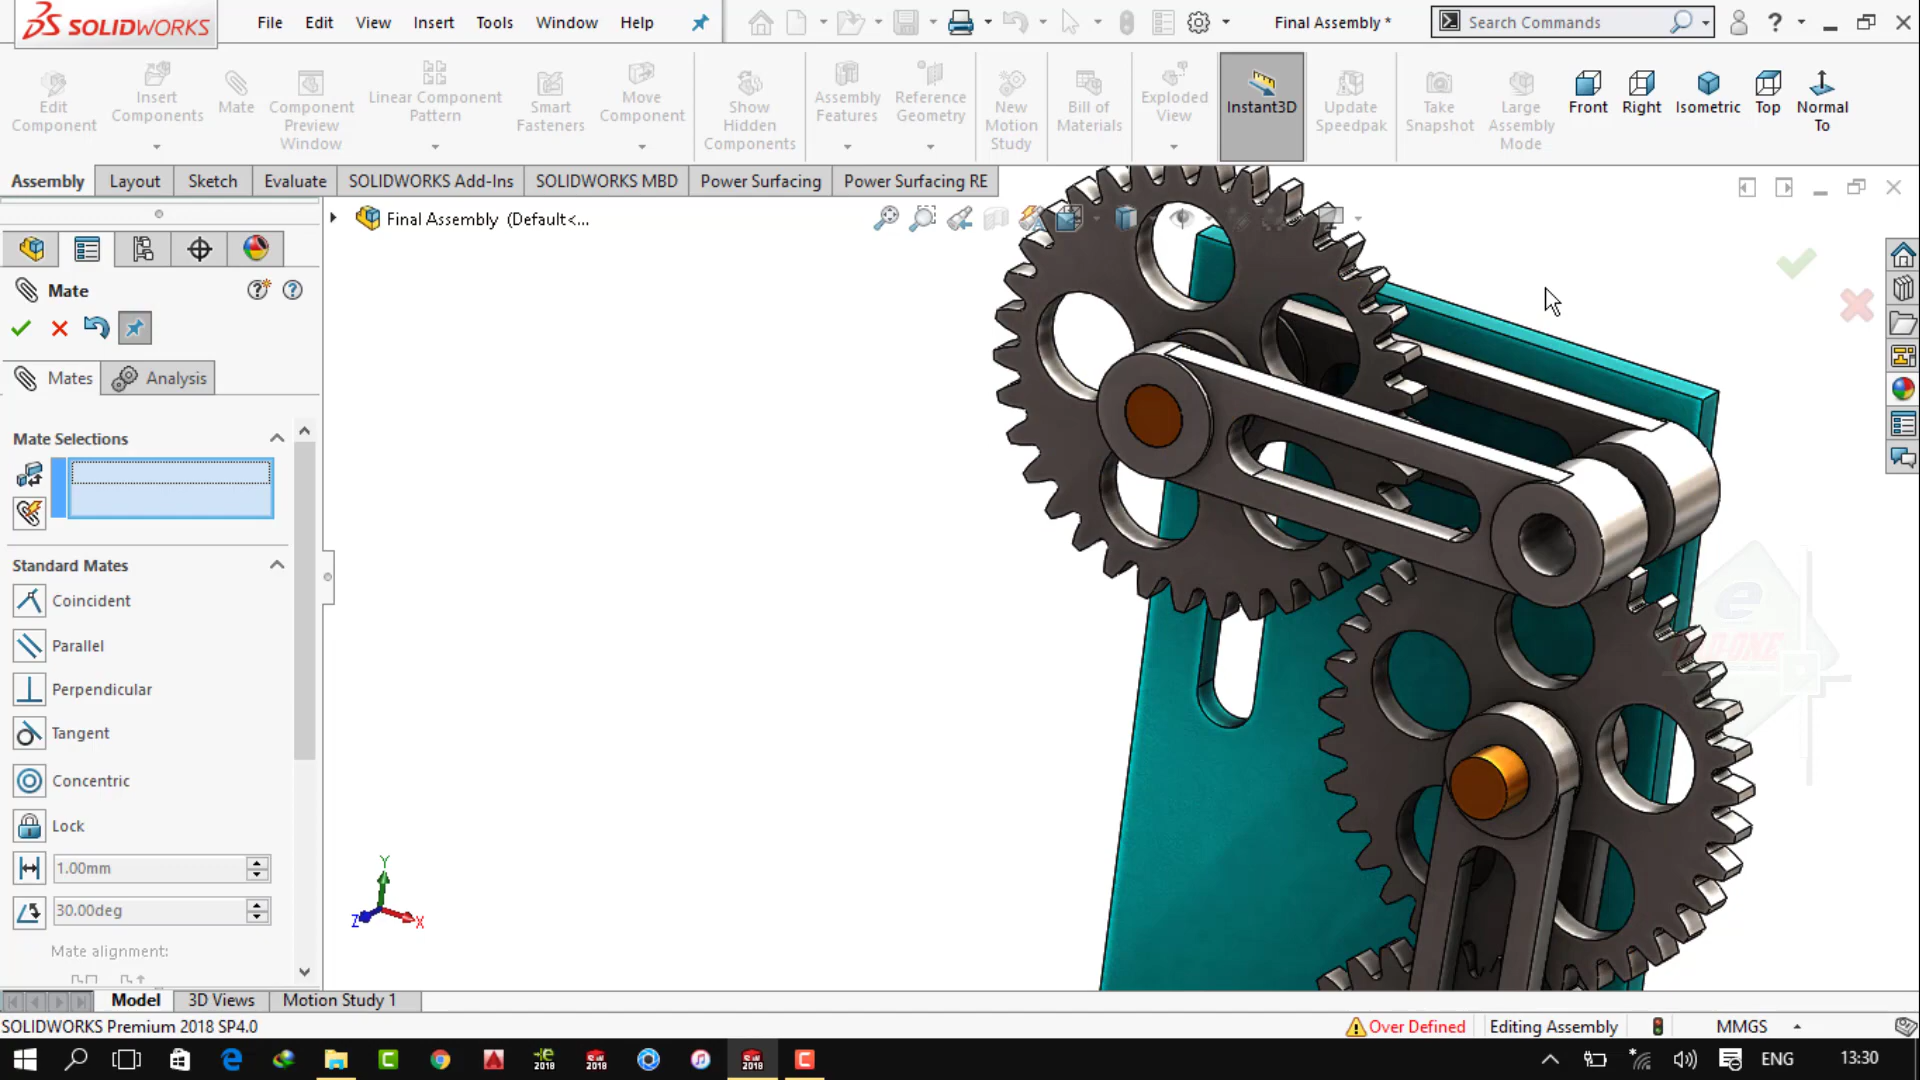 SOLIDWORKS
File
Edit
View
Insert
Tools
Window
Help
Final Assembly *
Search Commands
Edit
Component
Insert
Components
Mate
Component
Preview
Window
Linear Component
Pattern
Smart
Fasteners
Move
Component
Show
Hidden
Components
Assembly
Features
Reference
Geometry
New
Motion
Study
Bill of
Materials
Exploded
View
Instant3D
Update
Speedpak
Take
Snapshot
Large
Assembly
Mode
Front
Right
Isometric
Top
Normal
To
Assembly
Layout
Sketch
Evaluate
SOLIDWORKS Add-Ins
SOLIDWORKS MBD
Power Surfacing
Power Surfacing RE
Final Assembly (Default<...
Mate
Mates
Analysis
Mate Selections
Standard Mates
Coincident
Parallel
Perpendicular
Tangent
Concentric
Lock
1.00mm
30.00deg
Mate alignment:
Y
Z
X
Model
3D Views
Motion Study 1
SOLIDWORKS Premium 2018 SP4.0
Over Defined
Editing Assembly
MMGS
ENG
13:30